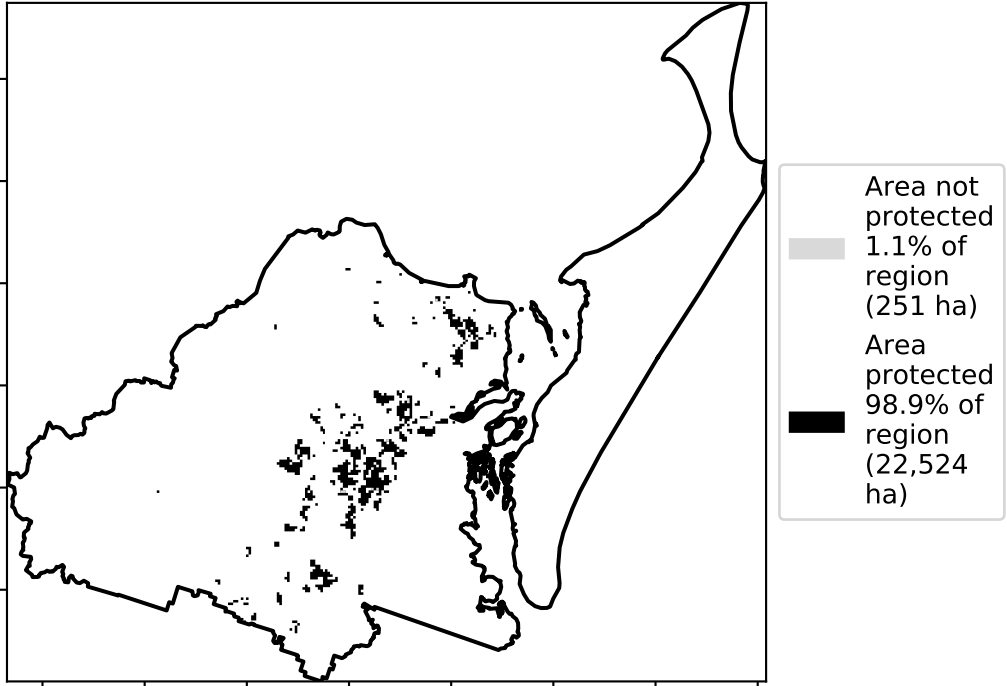 Area not
protected
1.1% of
region
(251 ha)
Area
protected
98.9% of
region
(22,524
ha)